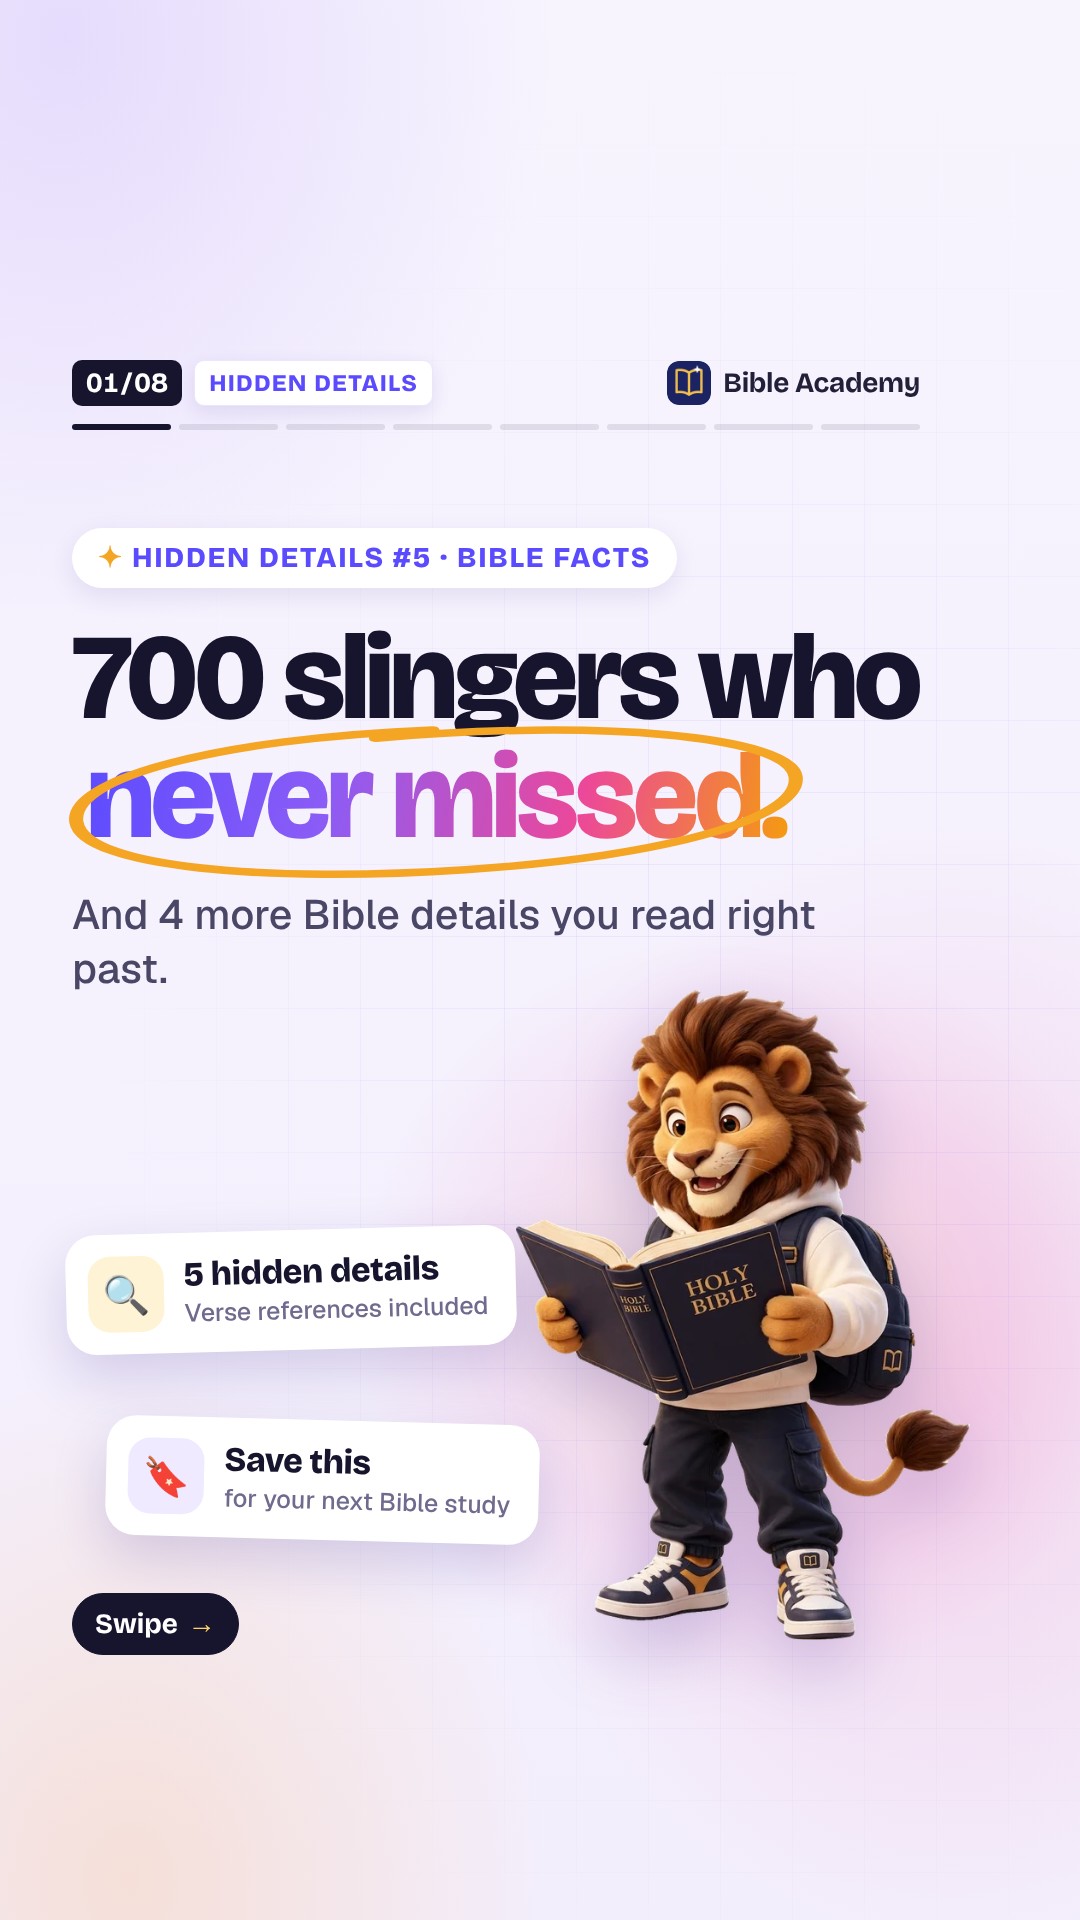 01/08 HIDDEN DETAILS
Bible Academy
✦ HIDDEN DETAILS #5 · BIBLE FACTS
700 slingers who
never missed.
And 4 more Bible details you read right
past.
5 hidden details
Verse references included
HOLY
BIBLE
HOLY
BIBLE
Save this
for your next Bible study
Swipe →